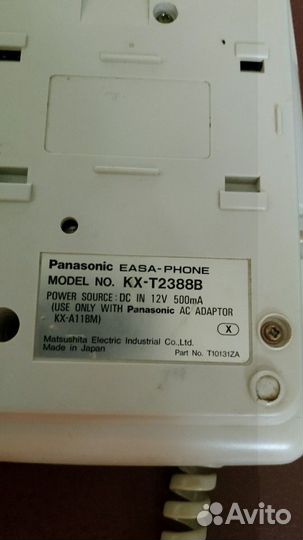 Panasonic EASA-PHONE
MODEL NO. KX-T2388B
POWER SOURCE: DC IN 12V 500mA
(USE ONLY WITH Panasonic AC ADAPTOR
KX-A11BM)
X
Matsushita Electric Industrial Co.,Ltd.
Made in Japan
Part No. T10131ZA
Avito